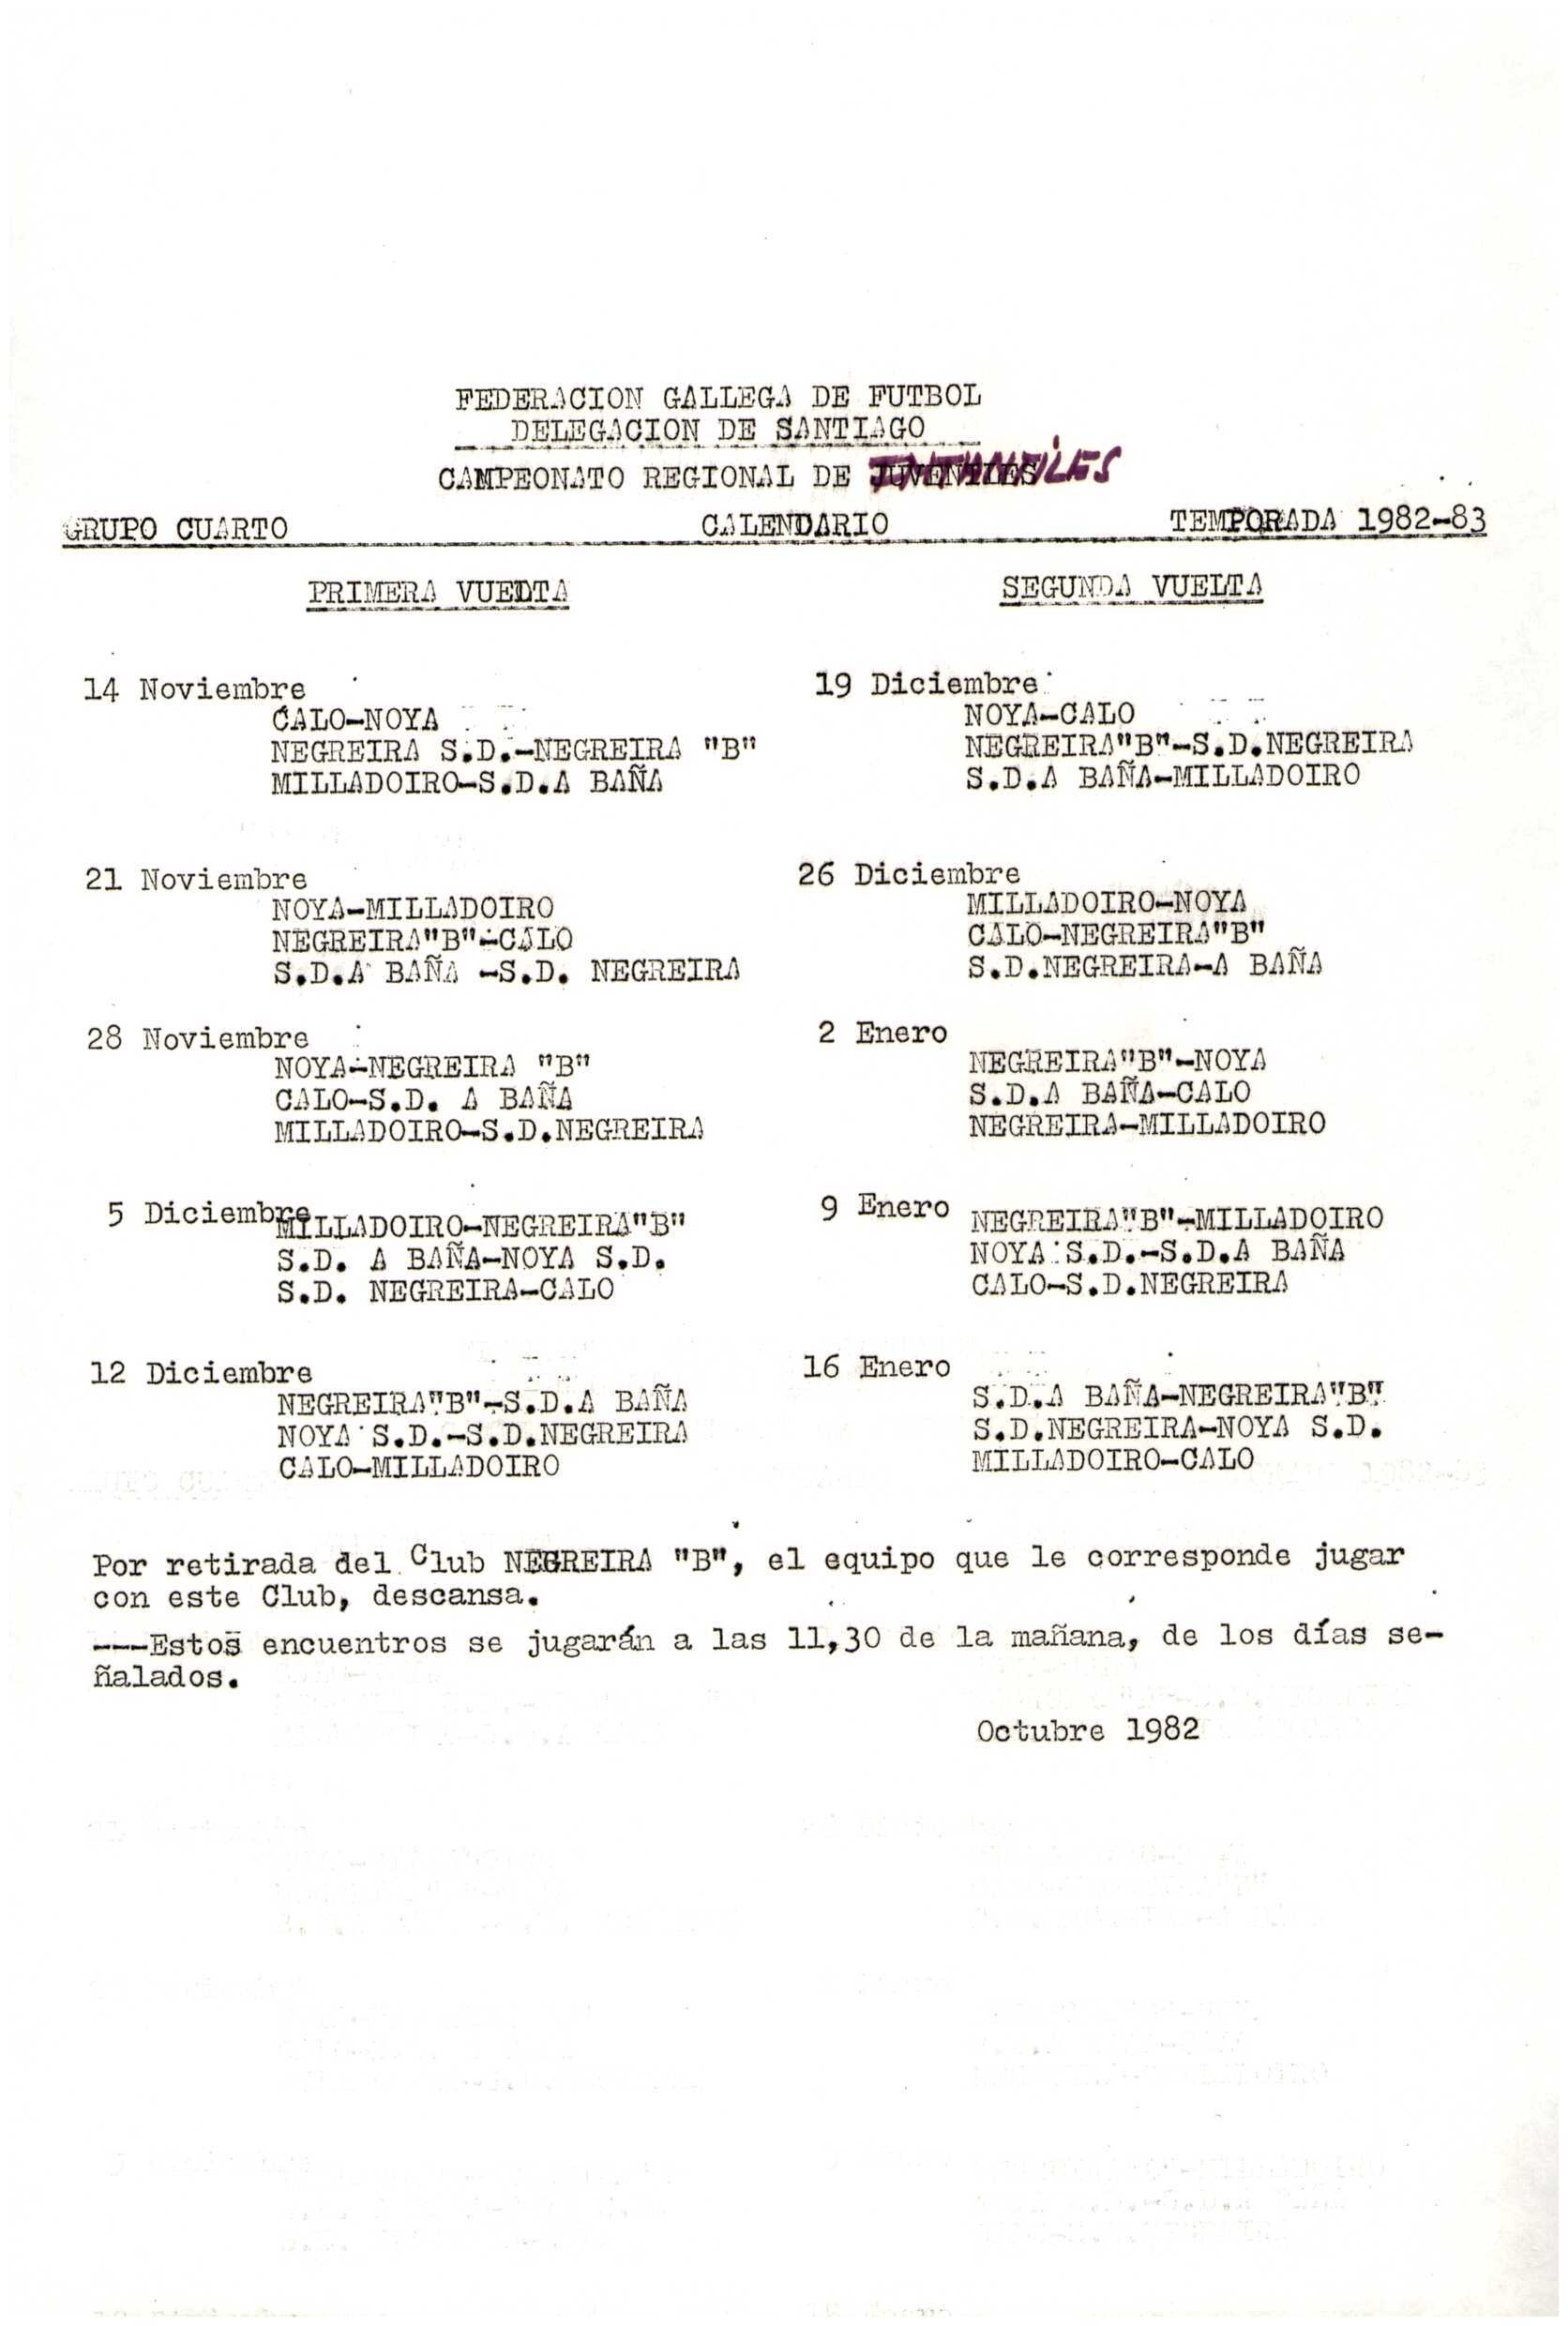 FEDERACION GALLEGA DE FUTBOL
DELEGACION DE SANTIAGO
CAMPEONATO REGIONAL DE INFANTILES
GRUPO CUARTO CALENDARIO TEMPORADA 1982-83
PRIMERA VUELTA
14 Noviembre
CALO-NOYA
NEGREIRA S.D.-NEGREIRA "B"
MILLADOIRO-S.D.A BAÑA
21 Noviembre
NOYA-MILLADOIRO
NEGREIRA"B"-CALO
S.D.A BAÑA -S.D. NEGREIRA
28 Noviembre
NOYA-NEGREIRA "B"
CALO-S.D. A BAÑA
MILLADOIRO-S.D.NEGREIRA
5 Diciembre
MILLADOIRO-NEGREIRA"B"
S.D. A BAÑA-NOYA S.D.
S.D. NEGREIRA-CALO
12 Diciembre
NEGREIRA"B"-S.D.A BAÑA
NOYA S.D.-S.D.NEGREIRA
CALO-MILLADOIRO
SEGUNDA VUELTA
19 Diciembre
NOYA-CALO
NEGREIRA"B"-S.D.NEGREIRA
S.D.A BAÑA-MILLADOIRO
26 Diciembre
MILLADOIRO-NOYA
CALO-NEGREIRA"B"
S.D.NEGREIRA-A BAÑA
2 Enero
NEGREIRA"B"-NOYA
S.D.A BAÑA-CALO
NEGREIRA-MILLADOIRO
9 Enero
NEGREIRA"B"-MILLADOIRO
NOYA S.D.-S.D.A BAÑA
CALO-S.D.NEGREIRA
16 Enero
S.D.A BAÑA-NEGREIRA"B"
S.D.NEGREIRA-NOYA S.D.
MILLADOIRO-CALO
Por retirada del Club NEGREIRA "B", el equipo que le corresponde jugar
con este Club, descansa.
---Estos encuentros se jugarán a las 11,30 de la mañana, de los días se-
ñalados.
Octubre 1982